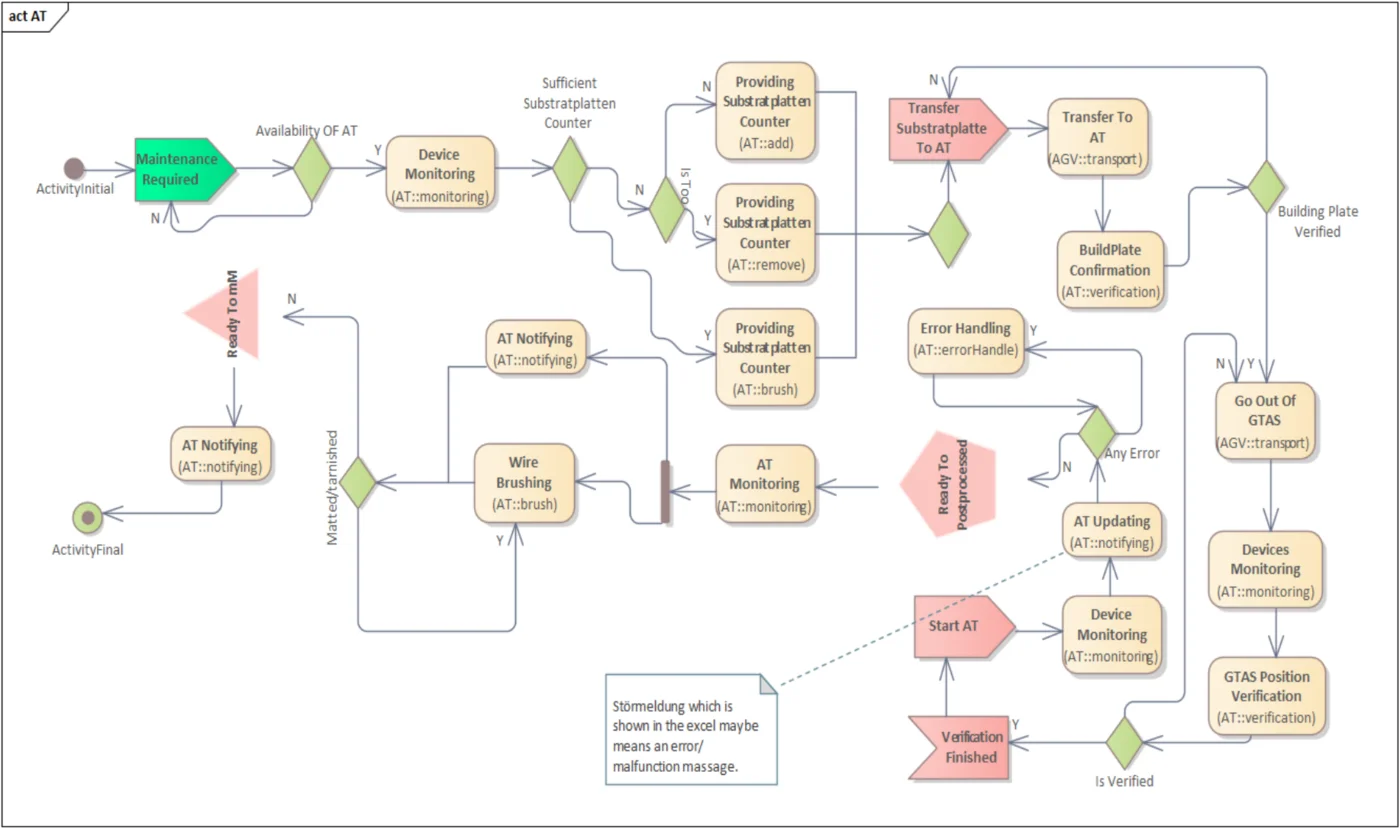 act AT
ActivityInitial
Maintenance
Required
N
Availability OF AT
Y
Device
Monitoring
(AT::monitoring)
Sufficient
Substratplatten
Counter
N
Y
Is Too
N
Y
Providing
Substratplatten
Counter
(AT::add)
Providing
Substratplatten
Counter
(AT::remove)
Providing
Substratplatten
Counter
(AT::brush)
N
Transfer
Substratplatte
To AT
Transfer To
AT
(AGV::transport)
BuildPlate
Confirmation
(AT::verification)
Building Plate
Verified
N
Y
Go Out Of
GTAS
(AGV::transport)
Devices
Monitoring
(AT::monitoring)
GTAS Position
Verification
(AT::verification)
Is Verified
Y
Verification
Finished
Start AT
Device
Monitoring
(AT::monitoring)
AT Updating
(AT::notifying)
Any Error
Y
N
Error Handling
(AT::errorHandle)
Ready To
Postprocessed
AT
Monitoring
(AT::monitoring)
AT Notifying
(AT::notifying)
Wire
Brushing
(AT::brush)
Y
Matted/tarnished
N
Ready To mM
AT Notifying
(AT::notifying)
ActivityFinal
Störmeldung which is
shown in the excel maybe
means an error/
malfunction massage.